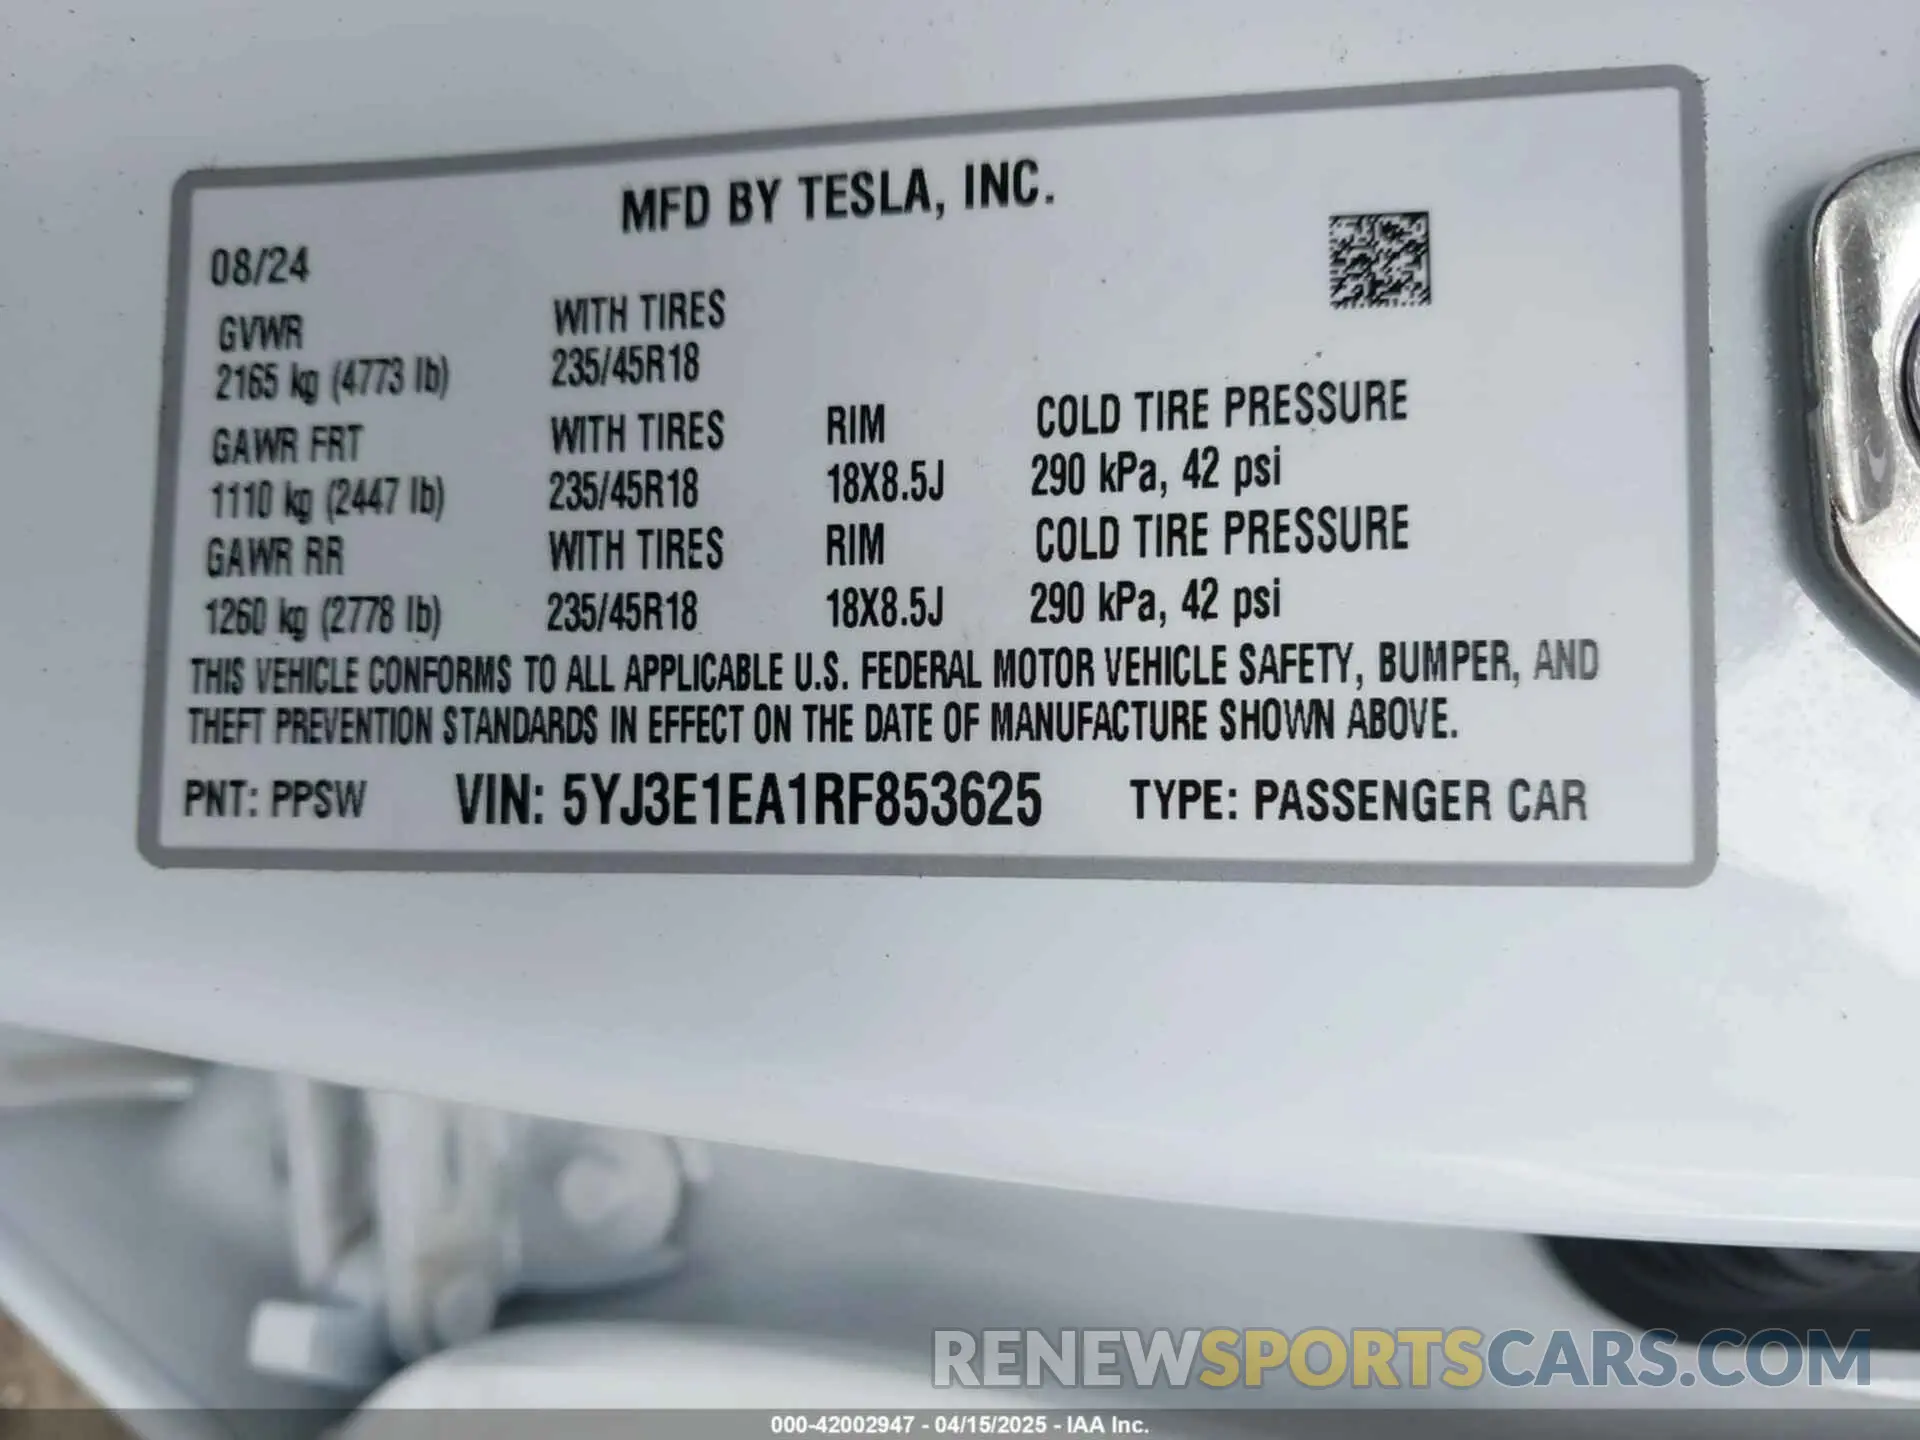 MFD BY TESLA, INC.
08/24
GVWR WITH TIRES
2165 kg (4773 lb) 235/45R18
GAWR FRT WITH TIRES RIM COLD TIRE PRESSURE
1110 kg (2447 lb) 235/45R18 18X8.5J 290 kPa, 42 psi
GAWR RR WITH TIRES RIM COLD TIRE PRESSURE
1260 kg (2778 lb) 235/45R18 18X8.5J 290 kPa, 42 psi
THIS VEHICLE CONFORMS TO ALL APPLICABLE U.S. FEDERAL MOTOR VEHICLE SAFETY, BUMPER, AND
THEFT PREVENTION STANDARDS IN EFFECT ON THE DATE OF MANUFACTURE SHOWN ABOVE.
PNT: PPSW VIN: 5YJ3E1EA1RF853625 TYPE: PASSENGER CAR
RENEWSPORTSCARS.COM
000-42002947 - 04/15/2025 - IAA Inc.